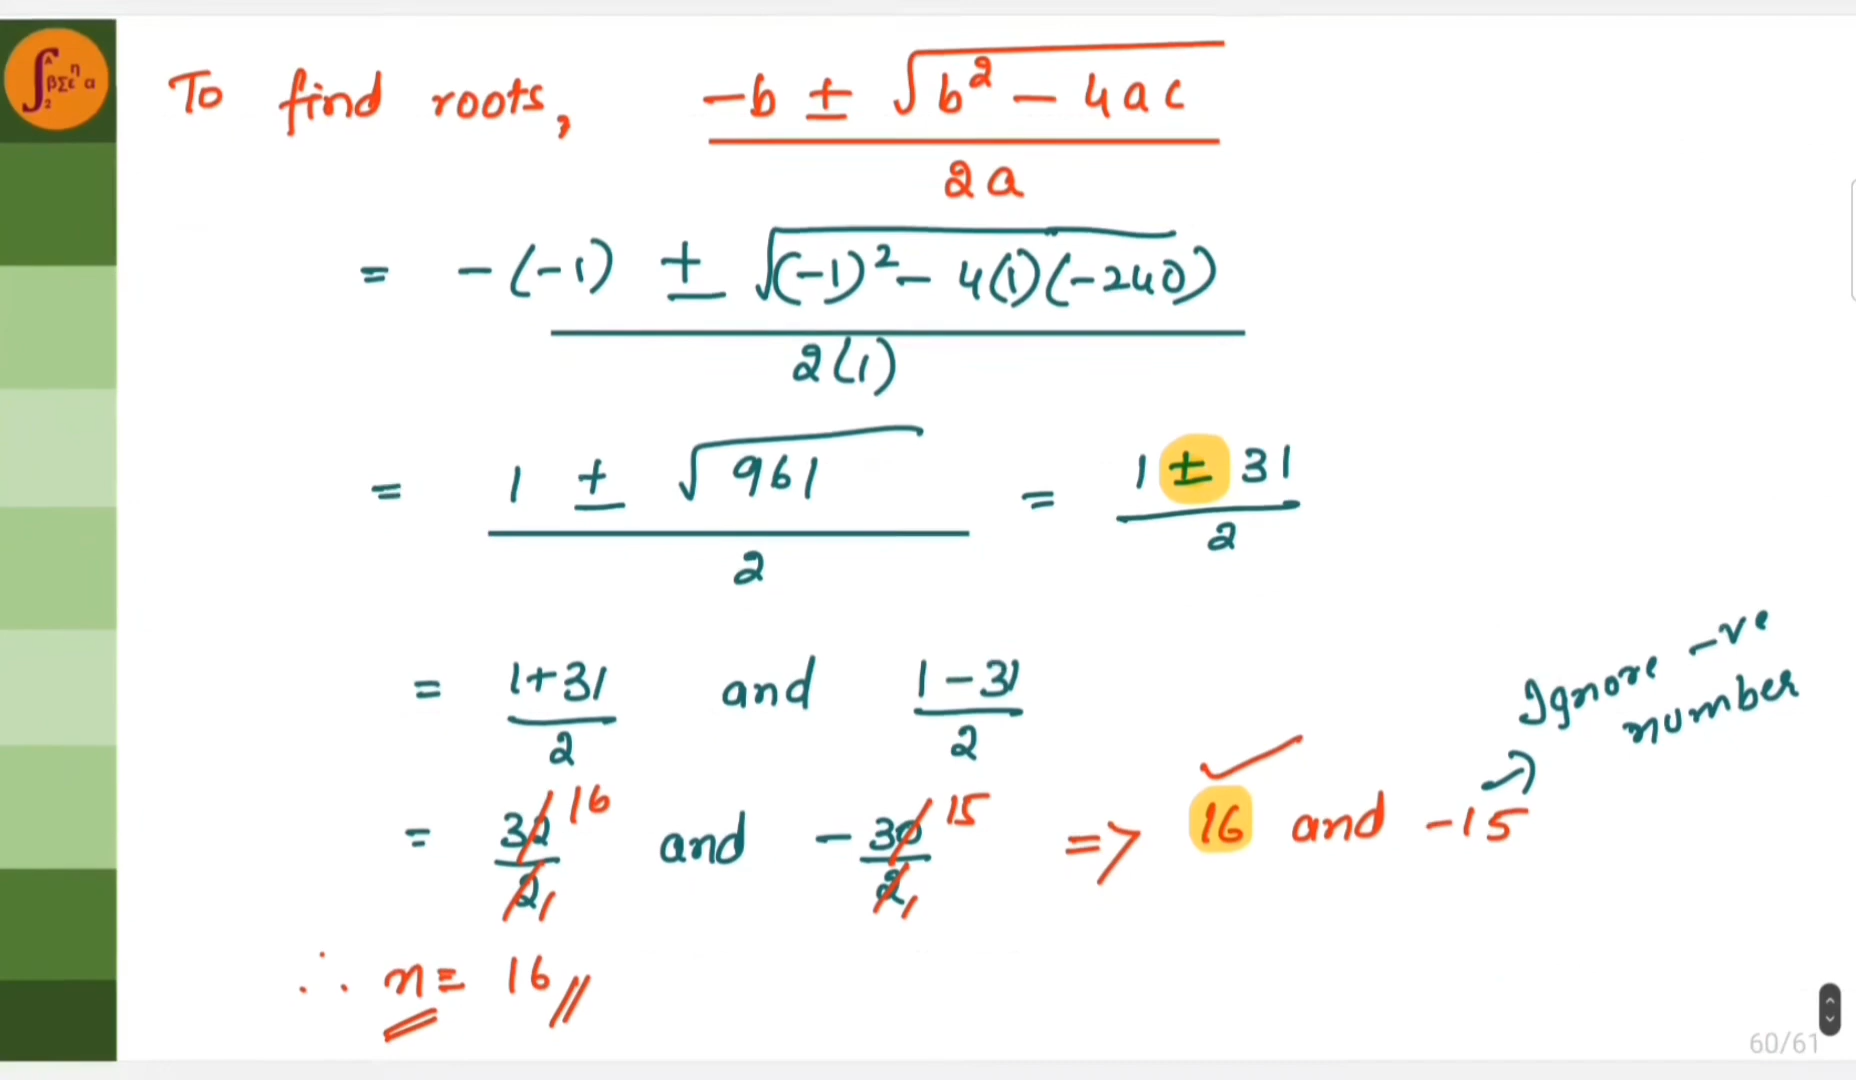 To find roots, -b ± √b² - 4ac
2a
= -(-1) ± √(-1)² - 4(1)(-240)
2(1)
= 1 ± √961 = 1 ± 31
2 2
= 1+31 and 1-31
2 2
Ignore -ve
number
= 32 16 and -30 15 => 16 and -15
2 1 2 1
∴ n = 16 //
60/61